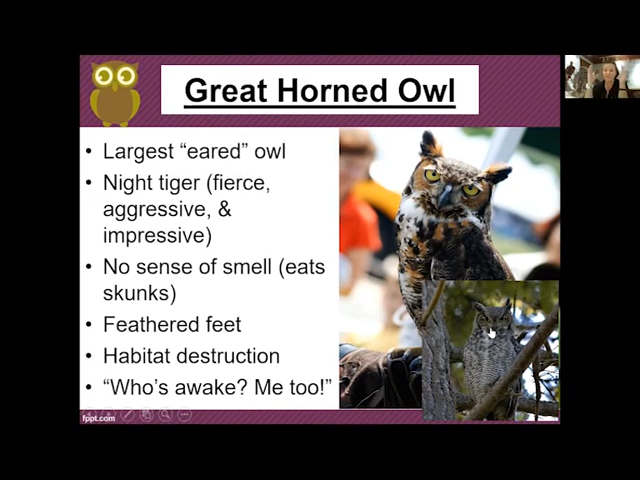 Great Horned Owl
• Largest “eared” owl
• Night tiger (fierce,
aggressive, &
impressive)
• No sense of smell (eats
skunks)
• Feathered feet
• Habitat destruction
• “Who’s awake? Me too!”
fppt.com